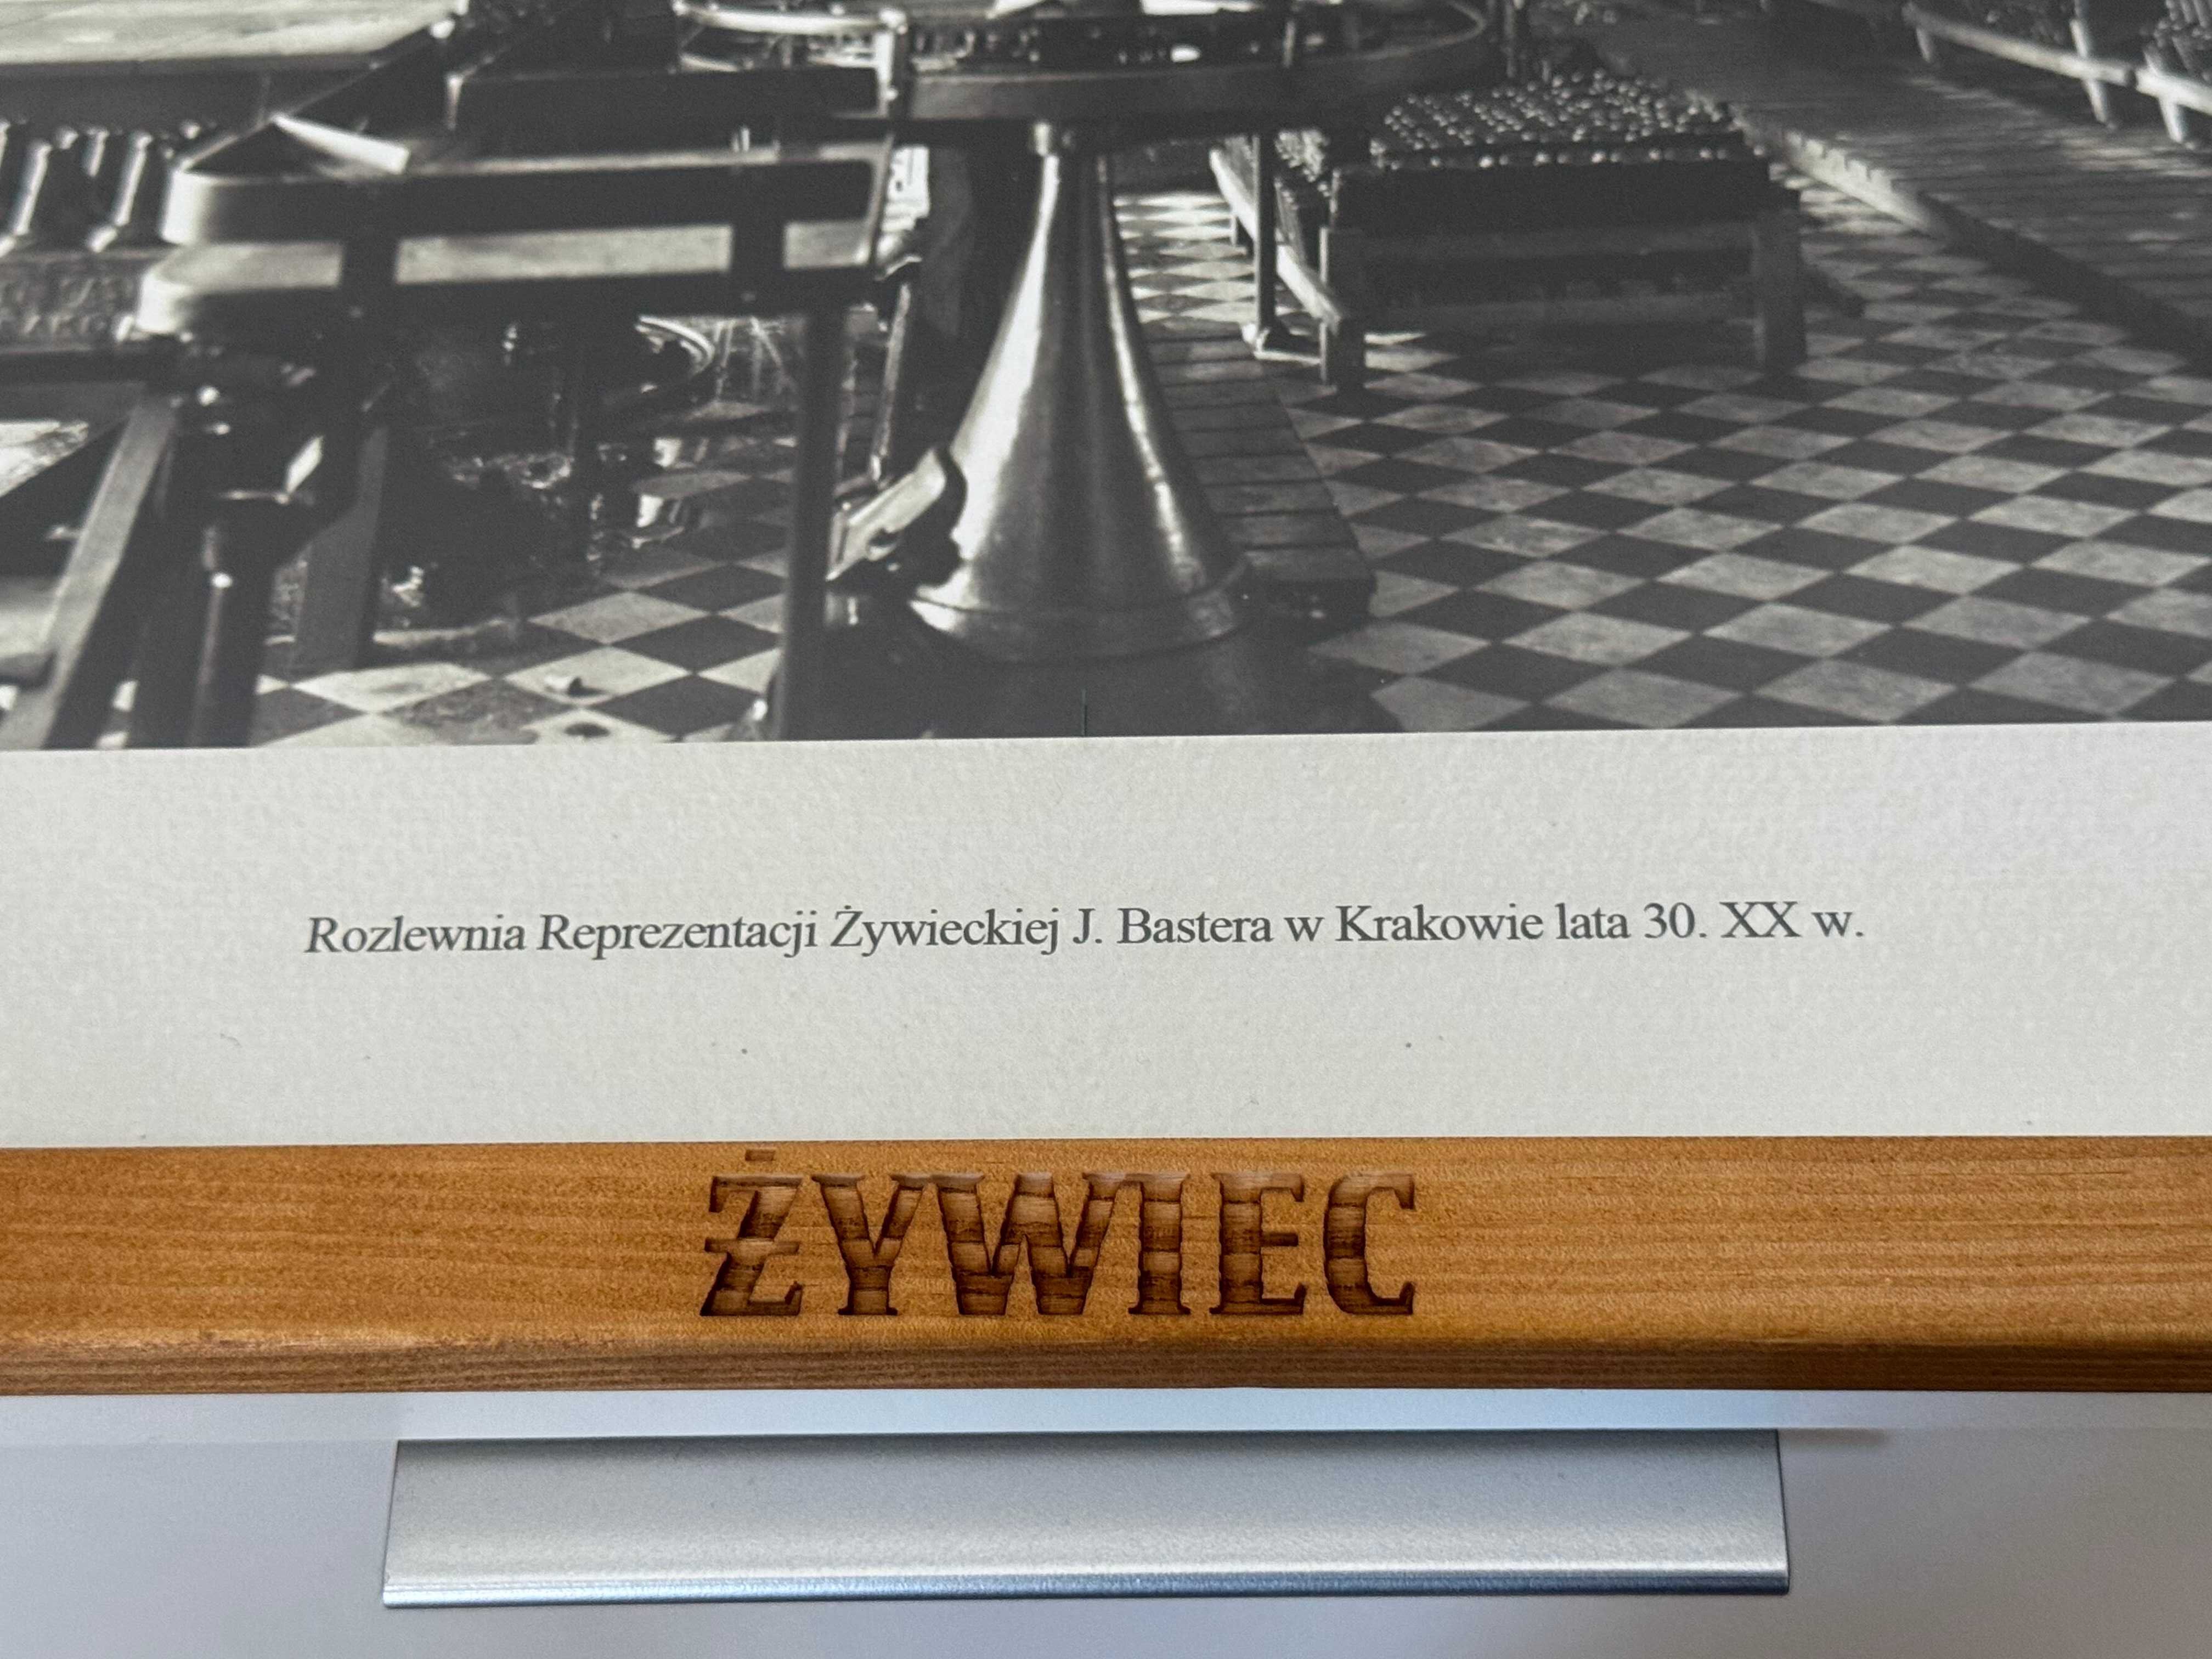 Rozlewnia Reprezentacji Żywieckiej J. Bastera w Krakowie lata 30. XX w.
ŻYWIEC